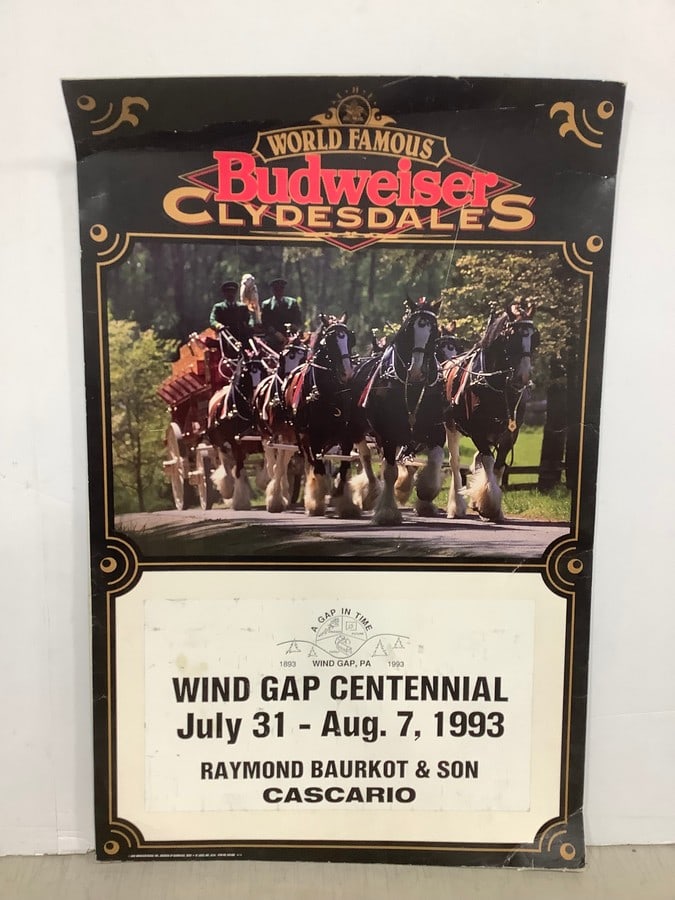 THE
WORLD FAMOUS
Budweiser
CLYDESDALES
A GAP IN TIME
1893 WIND GAP, PA 1993
WIND GAP CENTENNIAL
July 31 - Aug. 7, 1993
RAYMOND BAURKOT & SON
CASCARIO